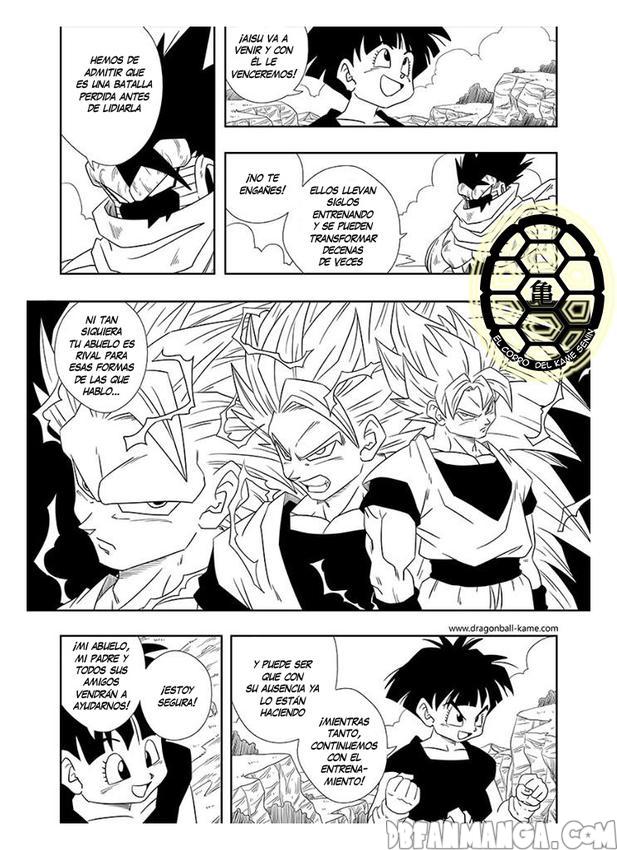 HEMOS DE
ADMITIR QUE
ES UNA BATALLA
PERDIDA ANTES
DE LIDIARLA
¡AISU VA A
VENIR Y CON
ÉL LE
VENCEREMOS!
¡NO TE
ENGAÑES!
ELLOS LLEVAN
SIGLOS
ENTRENANDO
Y SE PUEDEN
TRANSFORMAR
DECENAS
DE VECES
龜
EL CORRO DEL KAME SENIN
NI TAN
SIQUIERA
TU ABUELO ES
RIVAL PARA
ESAS FORMAS
DE LAS QUE
HABLO...
www.dragonball-kame.com
¡MI ABUELO,
MI PADRE Y
TODOS SUS
AMIGOS
VENDRÁN A
AYUDARNOS!
¡ESTOY
SEGURA!
Y PUEDE SER
QUE CON
SU AUSENCIA YA
LO ESTÁN
HACIENDO
¡MIENTRAS
TANTO,
CONTINUEMOS
CON EL
ENTRENA-
MIENTO!
DBFANMANGA.COM